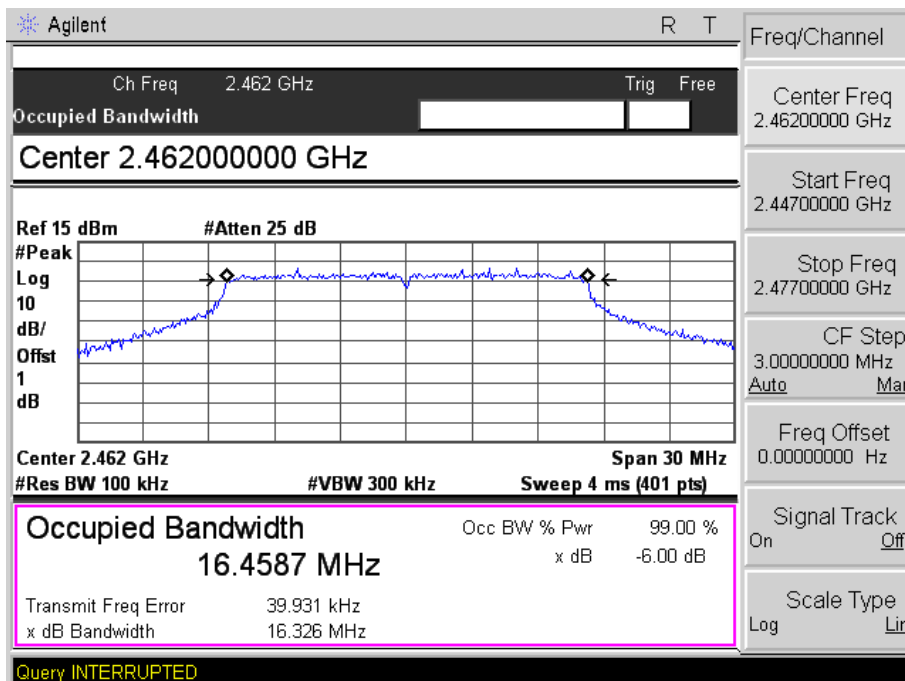 Agilent R T
Freq/Channel
Ch Freq 2.462 GHz Trig Free
Occupied Bandwidth
Center 2.462000000 GHz
Ref 15 dBm #Atten 25 dB
#Peak
Log
10
dB/
Offst
1
dB
Center 2.462 GHz Span 30 MHz
#Res BW 100 kHz #VBW 300 kHz Sweep 4 ms (401 pts)
Occupied Bandwidth
16.4587 MHz
Occ BW % Pwr 99.00 %
x dB -6.00 dB
Transmit Freq Error 39.931 kHz
x dB Bandwidth 16.326 MHz
Query INTERRUPTED
Center Freq
2.46200000 GHz
Start Freq
2.44700000 GHz
Stop Freq
2.47700000 GHz
CF Step
3.00000000 MHz
Auto Mar
Freq Offset
0.00000000 Hz
Signal Track
On Off
Scale Type
Log Lin